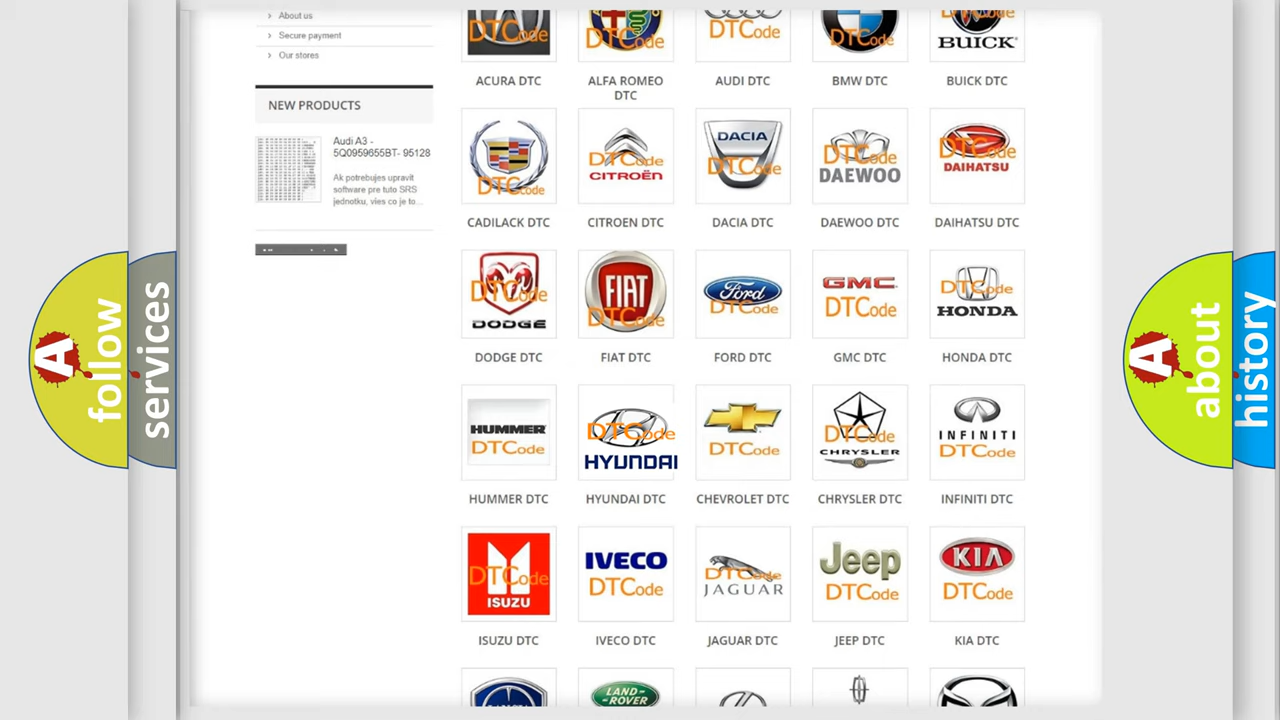 About us
Secure payment
Our stores
NEW PRODUCTS
Audi A3 -
5Q0959655BT- 95128
Ak potrebujes upravit
software pre tuto SRS
jednotku, vies co je to...
DTCode
DTCode
DTCode
DTCode
BUICK
ACURA DTC
ALFA ROMEO
DTC
AUDI DTC
BMW DTC
BUICK DTC
DTCode
DTCode
CITROËN
DACIA
DTCode
DTCode
DAEWOO
DTCode
DAIHATSU
CADILACK DTC
CITROEN DTC
DACIA DTC
DAEWOO DTC
DAIHATSU DTC
DTCode
DODGE
FIAT
DTCode
Ford
DTCode
GMC
DTCode
DTCode
HONDA
DODGE DTC
FIAT DTC
FORD DTC
GMC DTC
HONDA DTC
HUMMER
DTCode
DTCode
HYUNDAI
DTCode
DTCode
CHRYSLER
INFINITI
DTCode
HUMMER DTC
HYUNDAI DTC
CHEVROLET DTC
CHRYSLER DTC
INFINITI DTC
DTCode
ISUZU
IVECO
DTCode
DTCode
JAGUAR
Jeep
DTCode
KIA
DTCode
ISUZU DTC
IVECO DTC
JAGUAR DTC
JEEP DTC
KIA DTC
LAND-
ROVER
A
follow
services
A
about
history